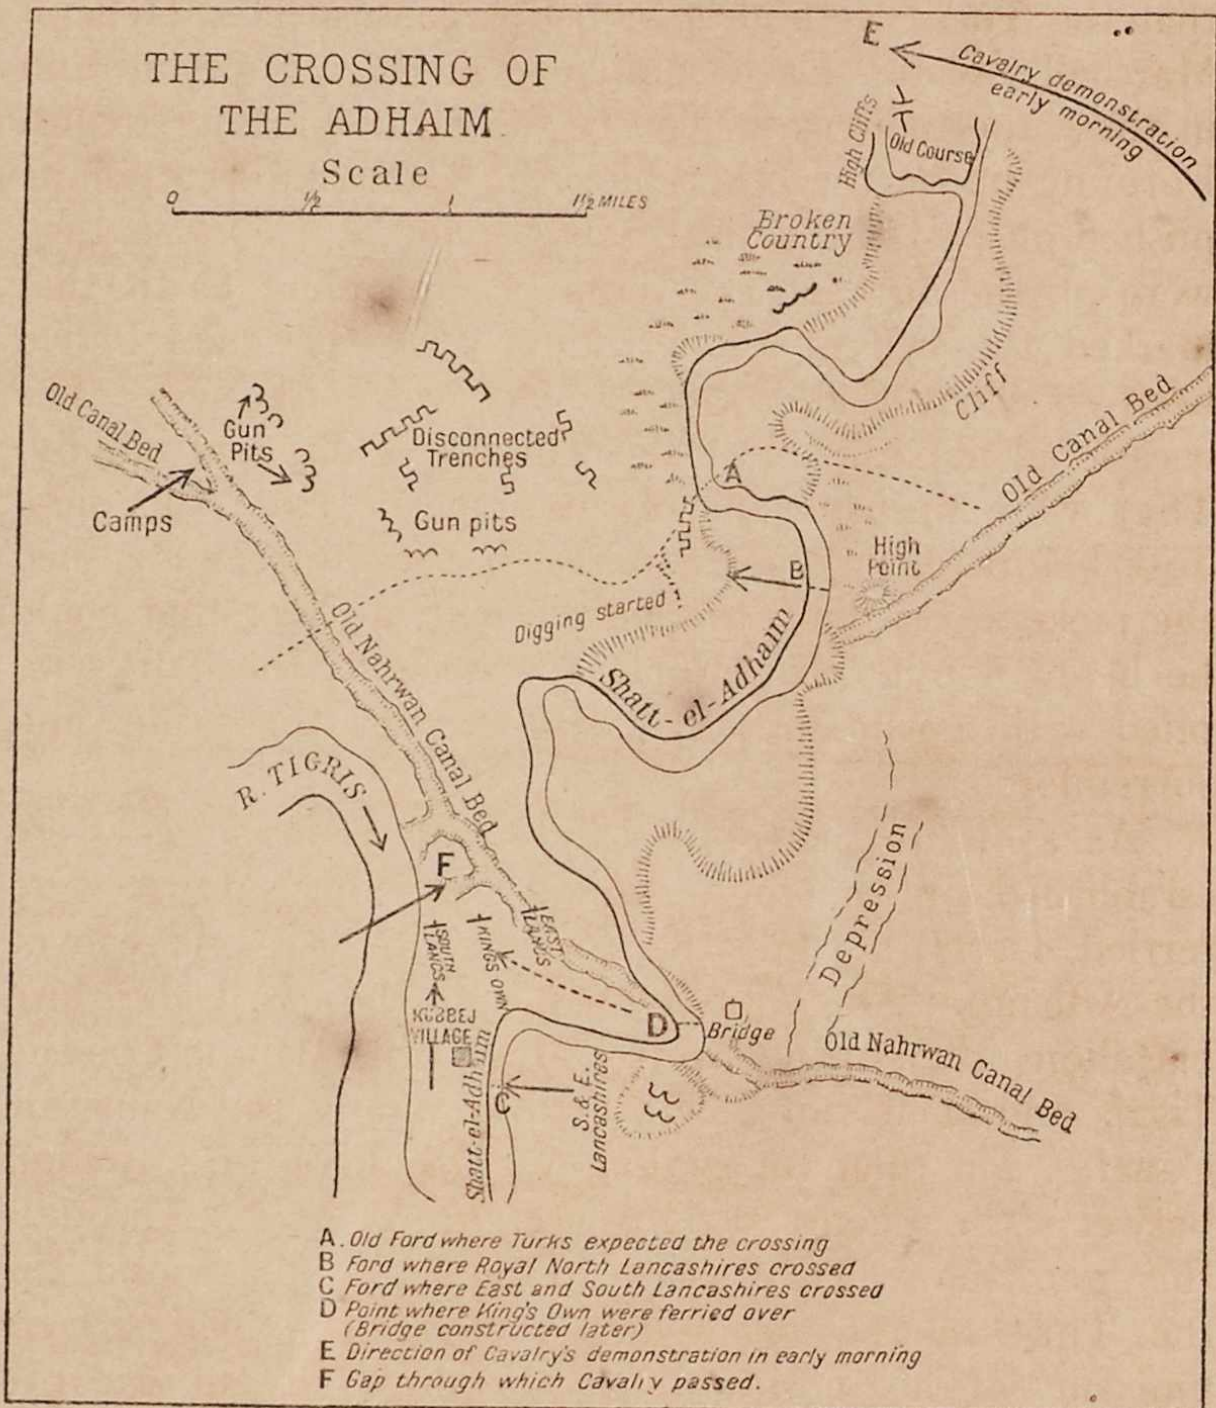 THE CROSSING OF
THE ADHAIM
Scale
0 1/2 1 1 1/2 MILES
E
Cavalry demonstration
early morning
High Cliffs
Old Course
Broken
Country
Cliff
Old Canal Bed
Gun
Pits
Camps
Disconnected
Trenches
Gun pits
A
Old Canal Bed
High
Point
B
Digging started
Shatt-el-Adhaim
Old Nahrwan Canal Bed
R. TIGRIS
F
EAST
LANCS
KINGS OWN
SOUTH
LANCS
KUBBEJ
VILLAGE
D
Bridge
Depression
Old Nahrwan Canal Bed
Shatt-el-Adhaim
C
S. & E.
Lancashires
A. Old Ford where Turks expected the crossing
B Ford where Royal North Lancashires crossed
C Ford where East and South Lancashires crossed
D Point where King's Own were ferried over
(Bridge constructed later)
E Direction of Cavalry's demonstration in early morning
F Gap through which Cavalry passed.